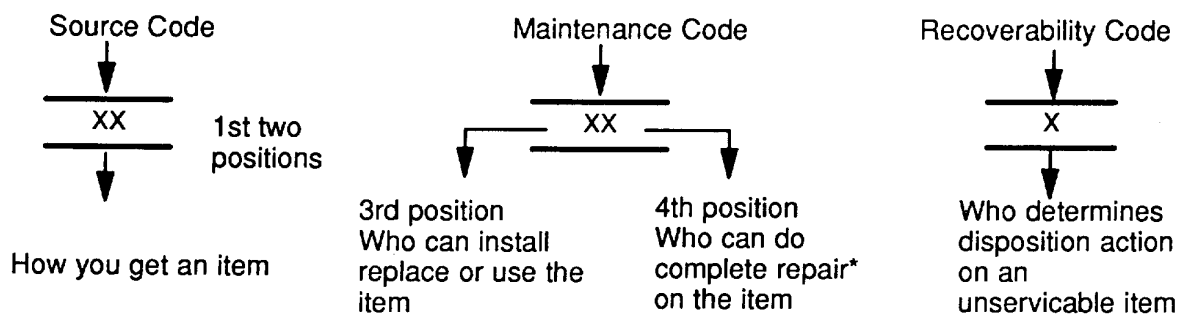 Source Code
XX
1st two
positions
How you get an item
Maintenance Code
XX
3rd position
Who can install
replace or use the
item
4th position
Who can do
complete repair*
on the item
Recoverability Code
X
Who determines
disposition action
on an
unservicable item